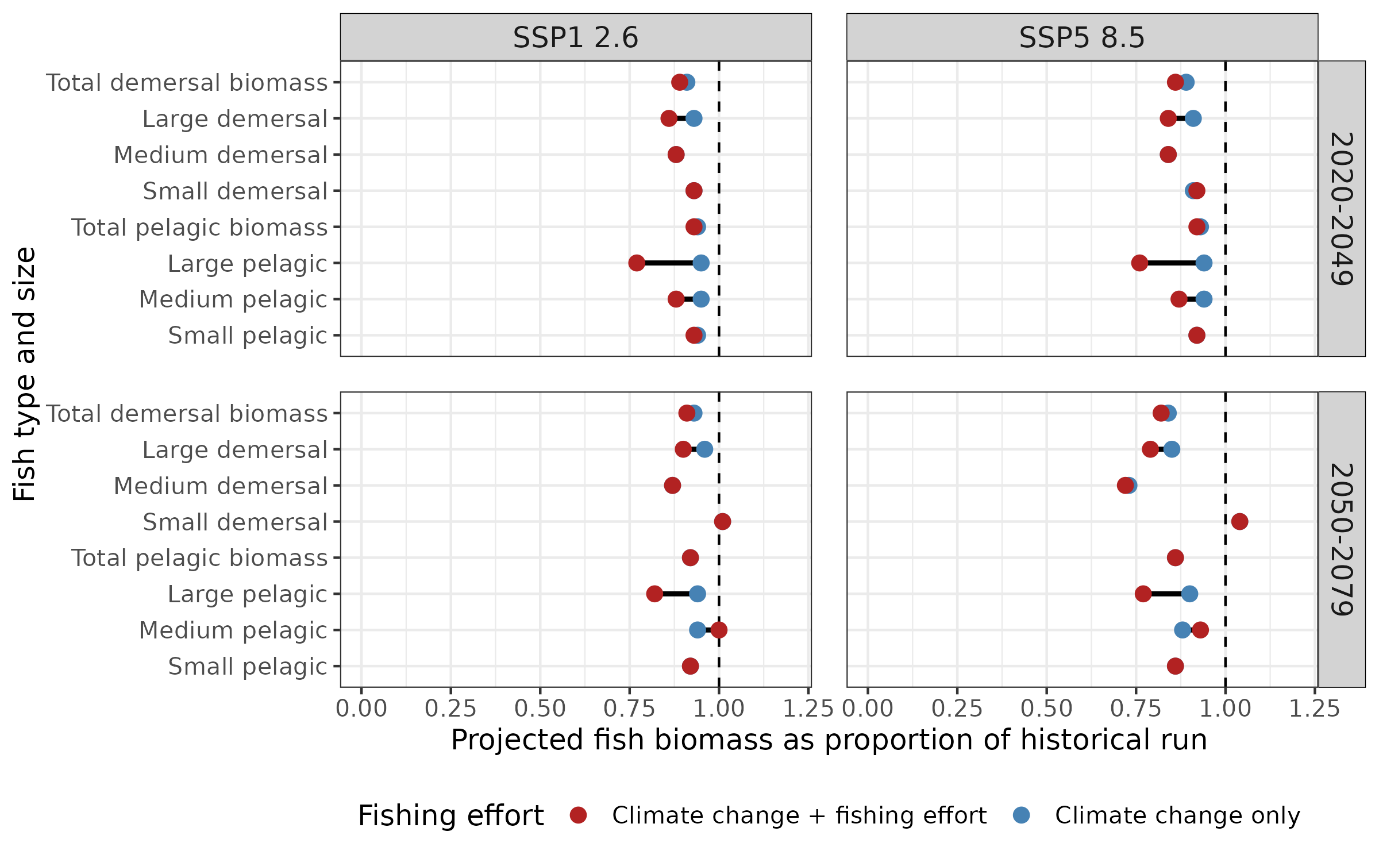 SSP1 2.6
SSP5 8.5
Total demersal biomass
Large demersal
Medium demersal
Small demersal
Total pelagic biomass
Large pelagic
Medium pelagic
Small pelagic
2020-2049
Fish type and size
Total demersal biomass
Large demersal
Medium demersal
Small demersal
Total pelagic biomass
Large pelagic
Medium pelagic
Small pelagic
2050-2079
0.00 0.25 0.50 0.75 1.00 1.25 0.00 0.25 0.50 0.75 1.00 1.25
Projected fish biomass as proportion of historical run
Fishing effort Climate change + fishing effort Climate change only